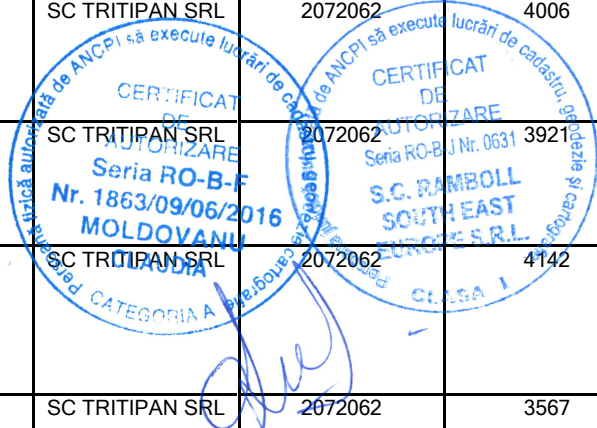 SC TRITIPAN SRL 2072062 4006
SC TRITIPAN SRL 2072062 3921
SC TRITIPAN SRL 2072062 4142
SC TRITIPAN SRL 2072062 3567
Persoană fizică autorizată de ANCPI să execute lucrări de cadastru, geodezie cartografie
CERTIFICAT
DE
AUTORIZARE
Seria RO-B-F
Nr. 1863/09/06/2016
MOLDOVANU
CLAUDIA
CATEGORIA A
de ANCPI să execute lucrări de cadastru, geodezie și cartografie
CERTIFICAT
DE
AUTORIZARE
Seria RO-B-J Nr. 0631
S.C. RAMBOLL
SOUTH EAST
EUROPE S.R.L.
CLASA I